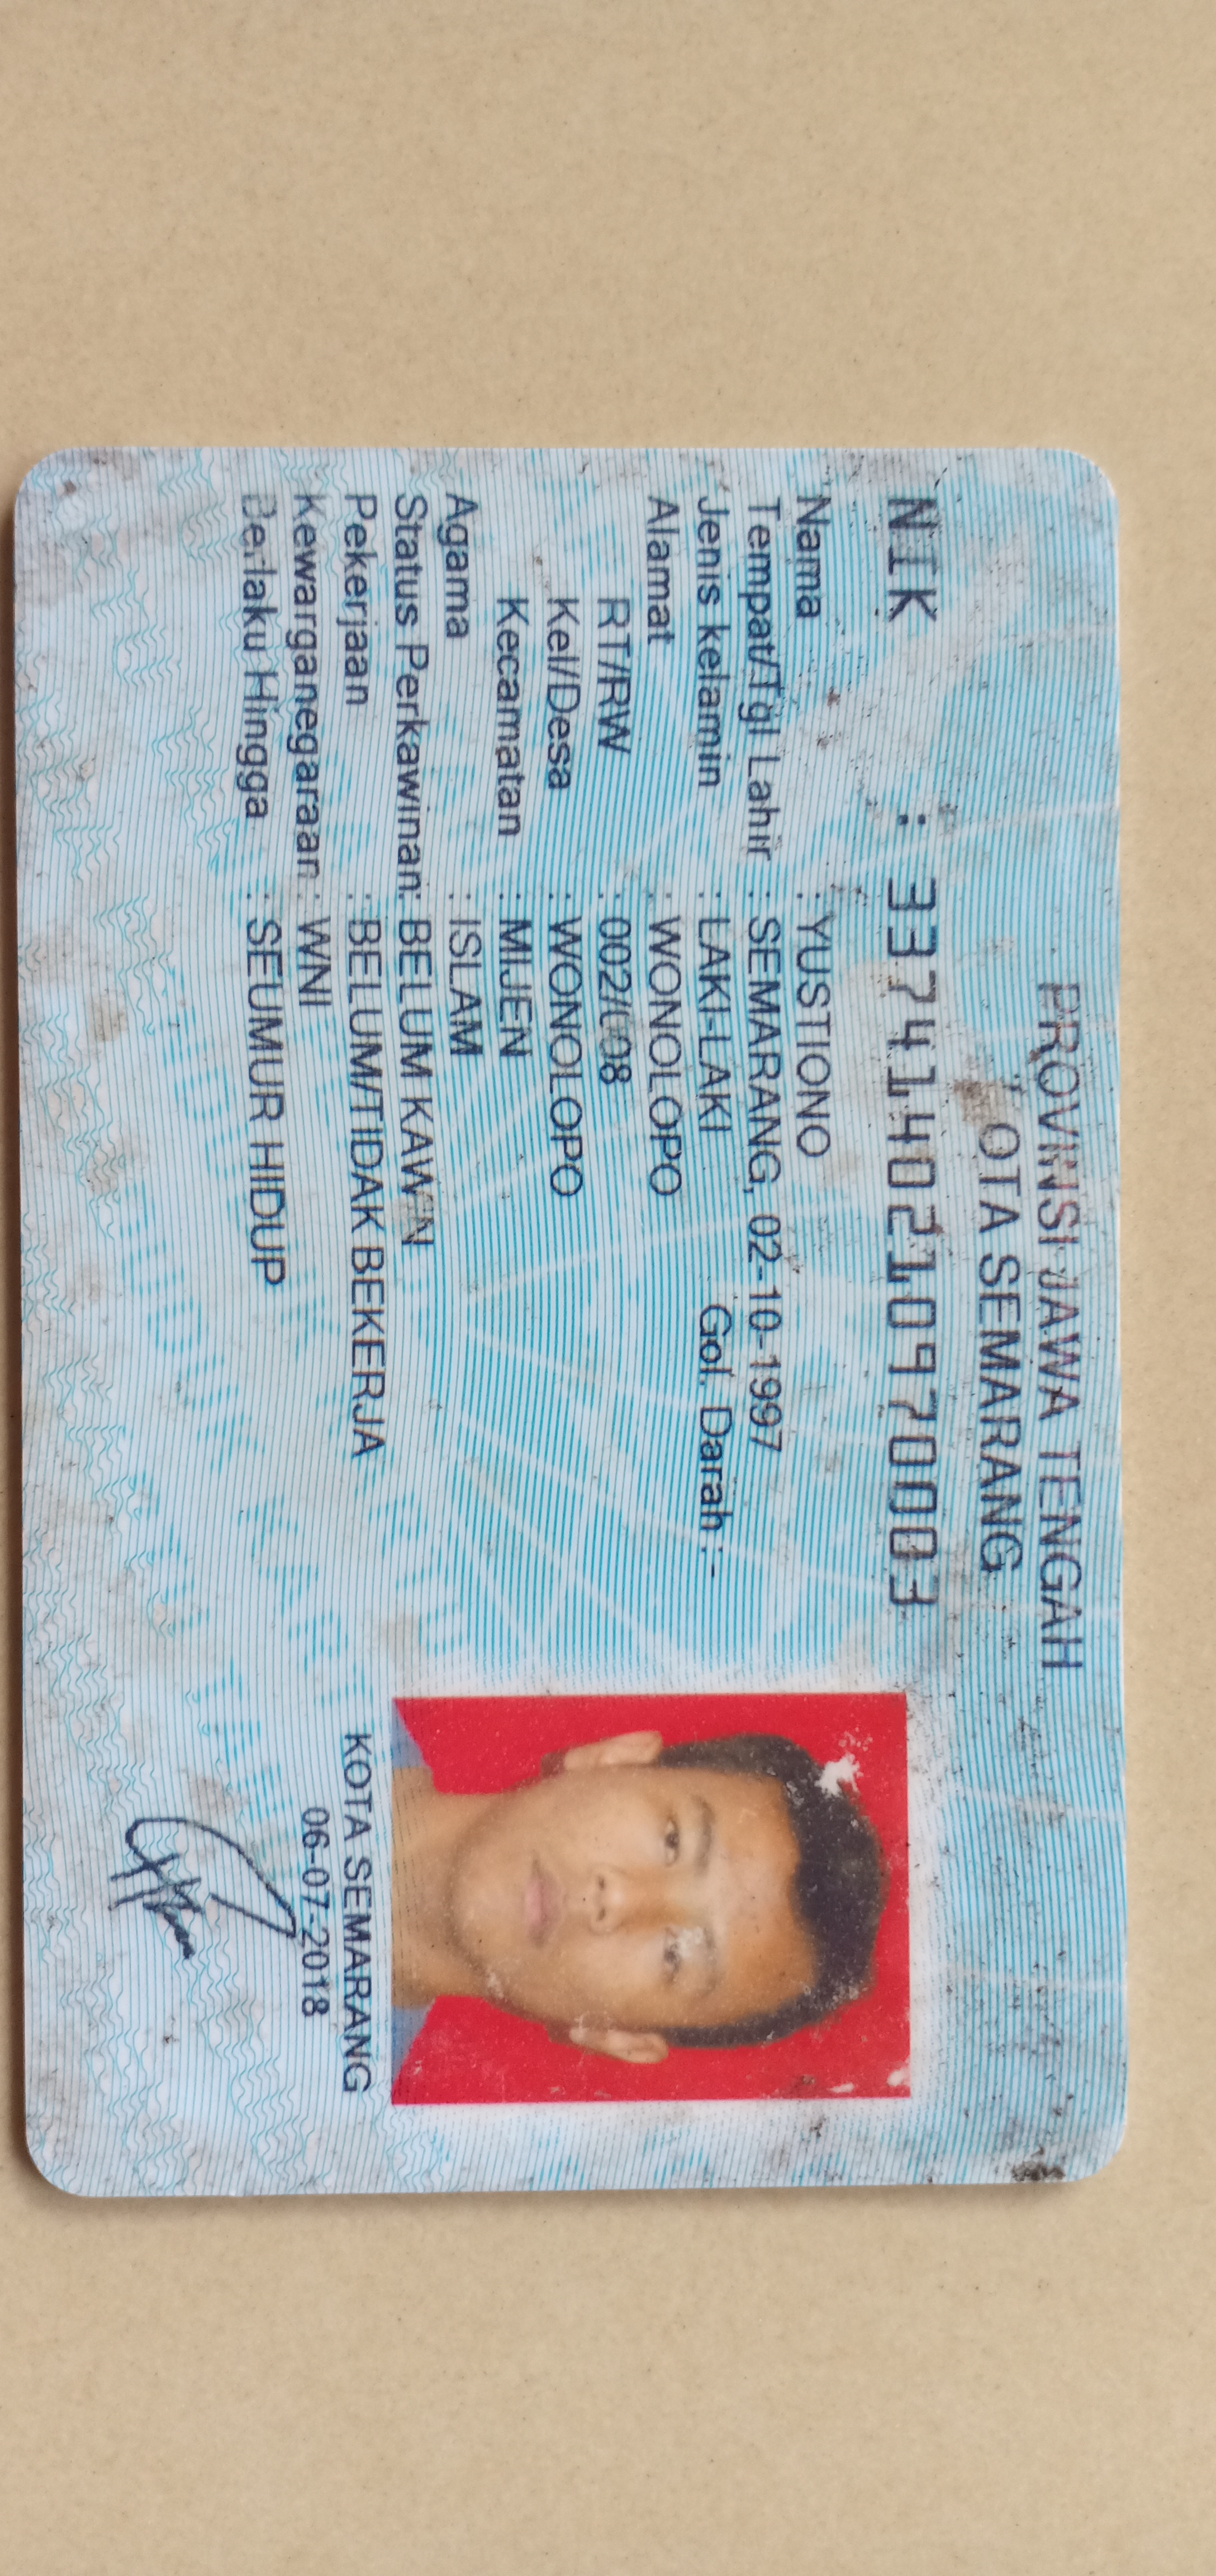 PROVINSI JAWA TENGAH
OTA SEMARANG
NIK : 3374140210970003
Nama : YUSTIONO
Tempat/Tgl Lahir : SEMARANG, 02-10-1997
Jenis kelamin : LAKI-LAKI Gol. Darah : -
Alamat : WONOLOPO
RT/RW : 002/008
Kel/Desa : WONOLOPO
Kecamatan : MIJEN
Agama : ISLAM
Status Perkawinan: BELUM KAWIN
Pekerjaan : BELUM/TIDAK BEKERJA
Kewarganegaraan: WNI
Berlaku Hingga : SEUMUR HIDUP
KOTA SEMARANG
06-07-2018